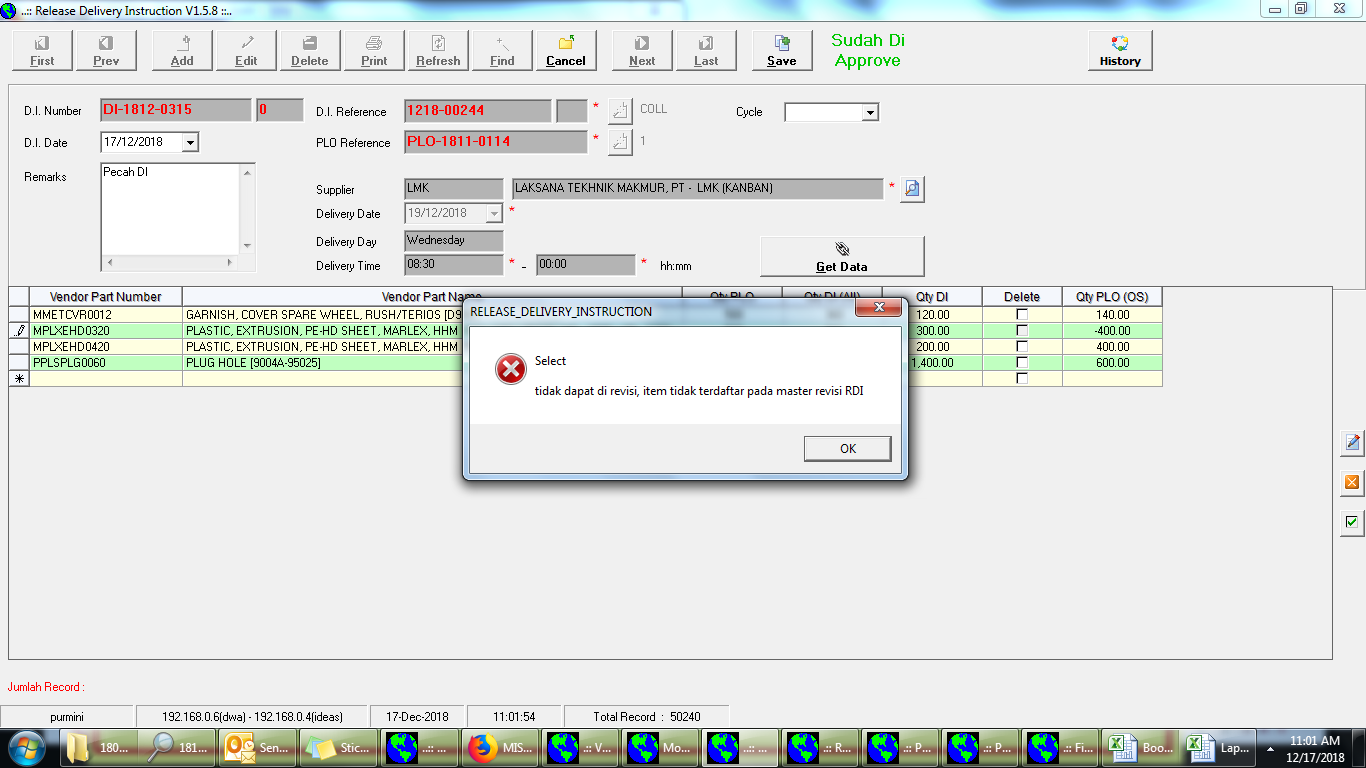 ..:: Release Delivery Instruction V1.5.8 ::..
First Prev Add Edit Delete Print Refresh Find Cancel Next Last Save Sudah Di Approve History
D.I. Number DI-1812-0315 0 D.I. Reference 1218-00244 * COLL Cycle
D.I. Date 17/12/2018 PLO Reference PLO-1811-0114 * 1
Remarks Pecah DI
Supplier LMK LAKSANA TEKHNIK MAKMUR, PT - LMK (KANBAN) *
Delivery Date 19/12/2018 *
Delivery Day Wednesday
Delivery Time 08:30 * - 00:00 * hh:mm
Get Data
Vendor Part Number Vendor Part Name Qty PLO Qty DI (All) Qty DI Delete Qty PLO (OS)
MMETCVR0012 GARNISH, COVER SPARE WHEEL, RUSH/TERIOS [D9 120.00 140.00
MPLXEHD0320 PLASTIC, EXTRUSION, PE-HD SHEET, MARLEX, HHM 300.00 -400.00
MPLXEHD0420 PLASTIC, EXTRUSION, PE-HD SHEET, MARLEX, HHM 200.00 400.00
PPLSPLG0060 PLUG HOLE [9004A-95025] 1,400.00 600.00
RELEASE_DELIVERY_INSTRUCTION
Select
tidak dapat di revisi, item tidak terdaftar pada master revisi RDI
OK
Jumlah Record :
purmini 192.168.0.6(dwa) - 192.168.0.4(ideas) 17-Dec-2018 11:01:54 Total Record : 50240
180... 181... Sen... Stic... ..:: ... MIS... .:: V... Mo... ..:: ... .:: R... .:: P... .:: P... .:: Fi... Boo... Lap... 11:01 AM
12/17/2018